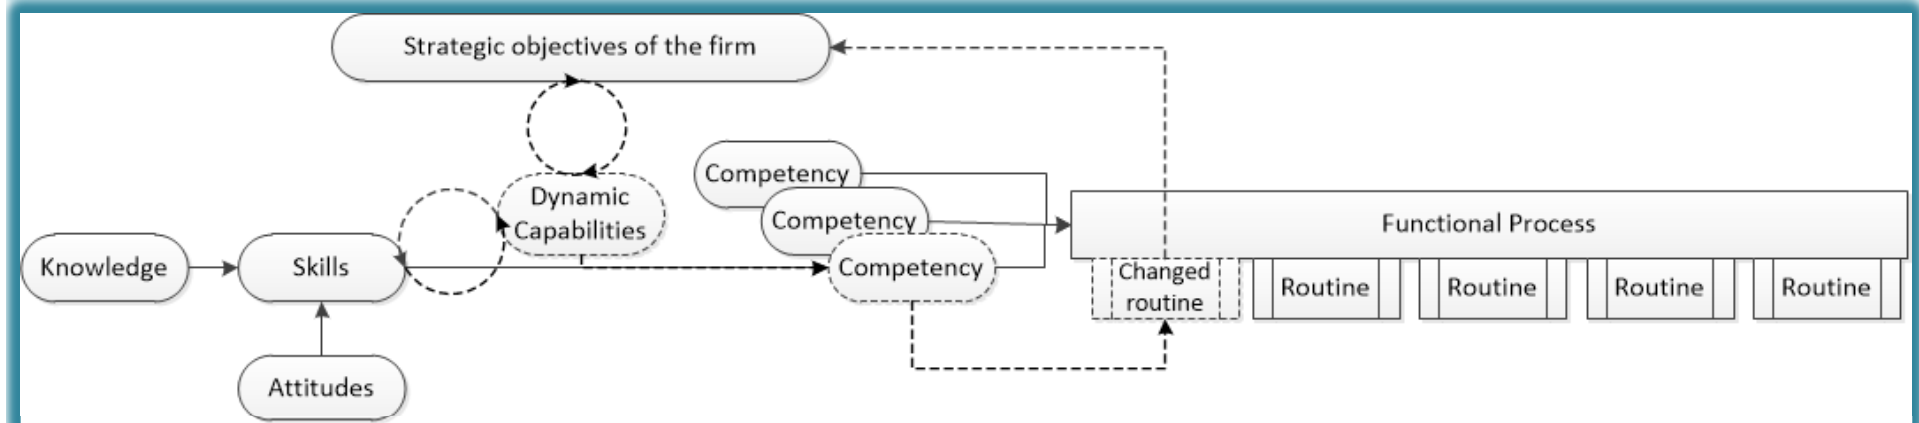 Strategic objectives of the firm
Dynamic
Capabilities
Competency
Competency
Competency
Knowledge
Skills
Attitudes
Functional Process
Changed
routine
Routine
Routine
Routine
Routine